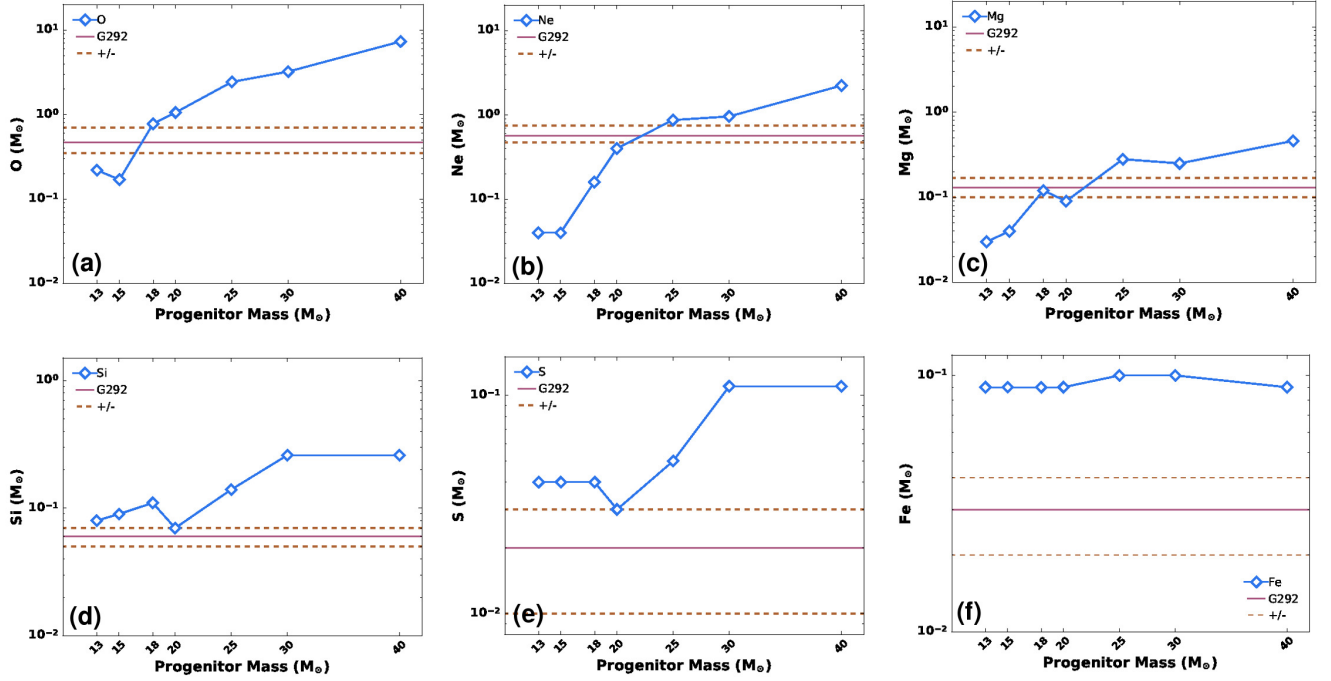 O
G292
+/-
10¹
10⁰
10⁻¹
10⁻²
O (M⊙)
(a)
13 15 18 20 25 30 40
Progenitor Mass (M⊙)
Ne
G292
+/-
10¹
10⁰
10⁻¹
10⁻²
Ne (M⊙)
(b)
13 15 18 20 25 30 40
Progenitor Mass (M⊙)
Mg
G292
+/-
10¹
10⁰
10⁻¹
10⁻²
Mg (M⊙)
(c)
13 15 18 20 25 30 40
Progenitor Mass (M⊙)
Si
G292
+/-
10⁰
10⁻¹
10⁻²
Si (M⊙)
(d)
13 15 18 20 25 30 40
Progenitor Mass (M⊙)
S
G292
+/-
10⁻¹
10⁻²
S (M⊙)
(e)
13 15 18 20 25 30 40
Progenitor Mass (M⊙)
10⁻¹
10⁻²
Fe (M⊙)
(f)
Fe
G292
+/-
13 15 18 20 25 30 40
Progenitor Mass (M⊙)